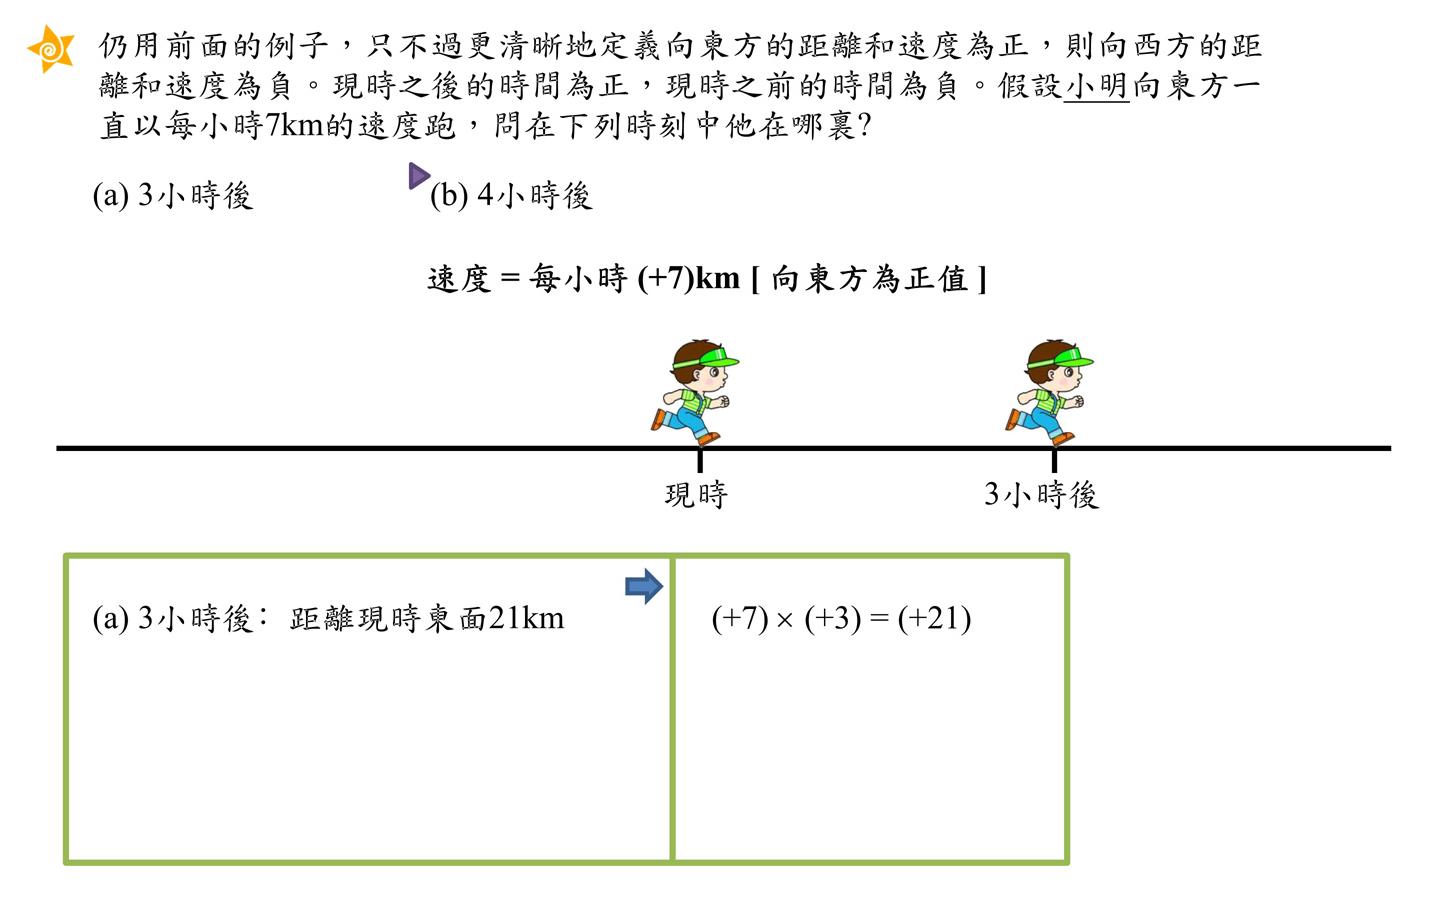 仍用前面的例子，只不過更清晰地定義向東方的距離和速度為正，則向西方的距
離和速度為負。現時之後的時間為正，現時之前的時間為負。假設小明向東方一
直以每小時7km的速度跑，問在下列時刻中他在哪裏?
(a) 3小時後 (b) 4小時後
速度 = 每小時 (+7)km [ 向東方為正值 ]
現時 3小時後
(a) 3小時後： 距離現時東面21km (+7) × (+3) = (+21)